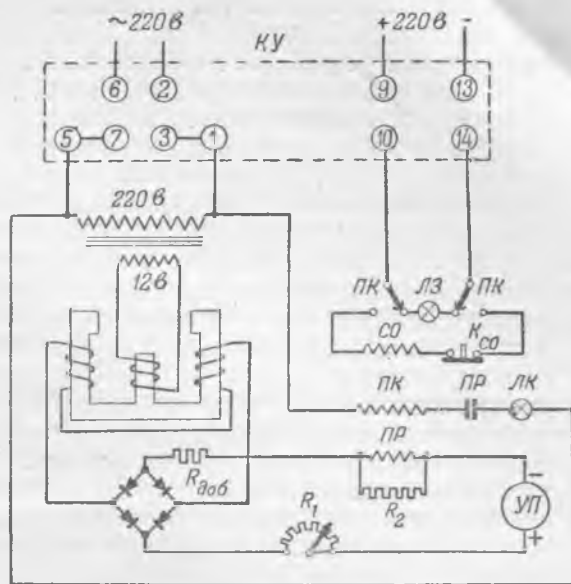 ~220в + 220в -
КУ
6 2 9 13
5 7 3 1 10 14
220в
12в
ПК ЛЗ ПК
СО К СО
ПК ПР ЛК
ПР
Rдоб R1 R2 УП
-
+